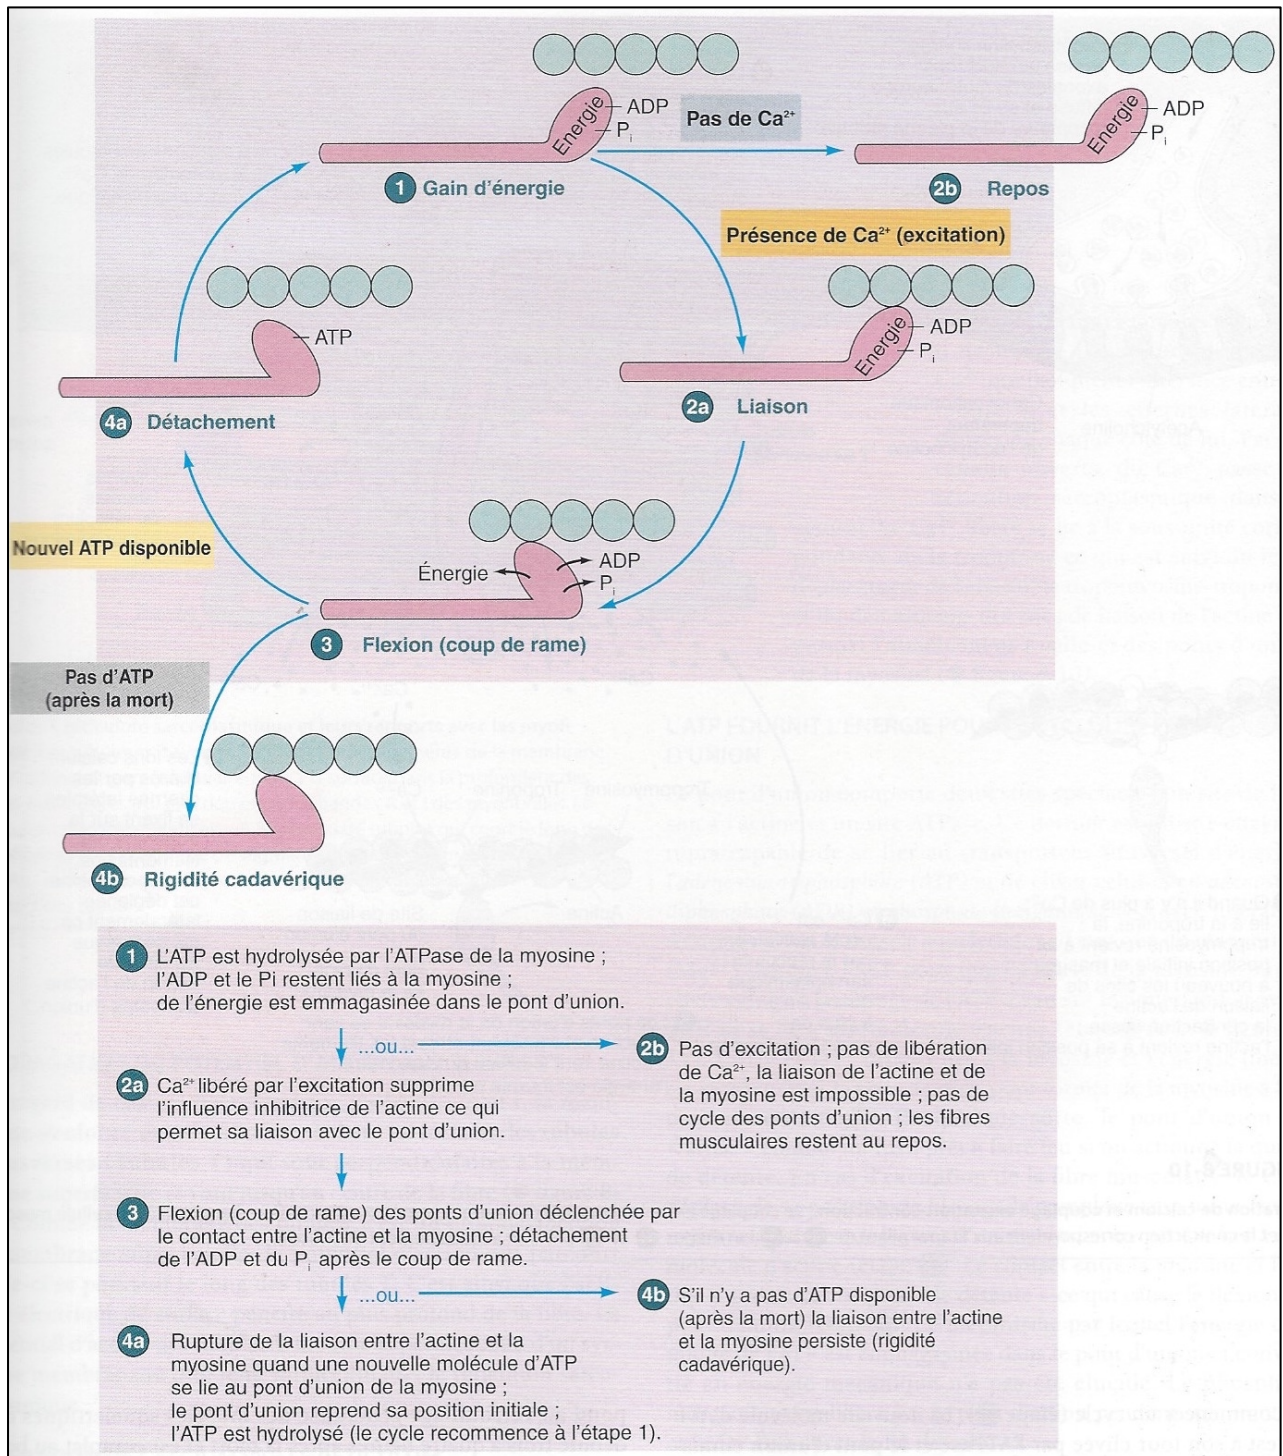 Energie
ADP
Pi
Pas de Ca²⁺
Energie
ADP
Pi
1 Gain d'énergie
2b Repos
Présence de Ca²⁺ (excitation)
ATP
Energie
ADP
Pi
4a Détachement
2a Liaison
Nouvel ATP disponible
Énergie
ADP
Pi
3 Flexion (coup de rame)
Pas d'ATP
(après la mort)
4b Rigidité cadavérique
1 L'ATP est hydrolysée par l'ATPase de la myosine ;
l'ADP et le Pi restent liés à la myosine ;
de l'énergie est emmagasinée dans le pont d'union.
...ou...
2a Ca²⁺ libéré par l'excitation supprime
l'influence inhibitrice de l'actine ce qui
permet sa liaison avec le pont d'union.
2b Pas d'excitation ; pas de libération
de Ca²⁺, la liaison de l'actine et de
la myosine est impossible ; pas de
cycle des ponts d'union ; les fibres
musculaires restent au repos.
3 Flexion (coup de rame) des ponts d'union déclenchée par
le contact entre l'actine et la myosine ; détachement
de l'ADP et du Pi après le coup de rame.
...ou...
4a Rupture de la liaison entre l'actine et la
myosine quand une nouvelle molécule d'ATP
se lie au pont d'union de la myosine ;
le pont d'union reprend sa position initiale ;
l'ATP est hydrolysé (le cycle recommence à l'étape 1).
4b S'il n'y a pas d'ATP disponible
(après la mort) la liaison entre l'actine
et la myosine persiste (rigidité
cadavérique).